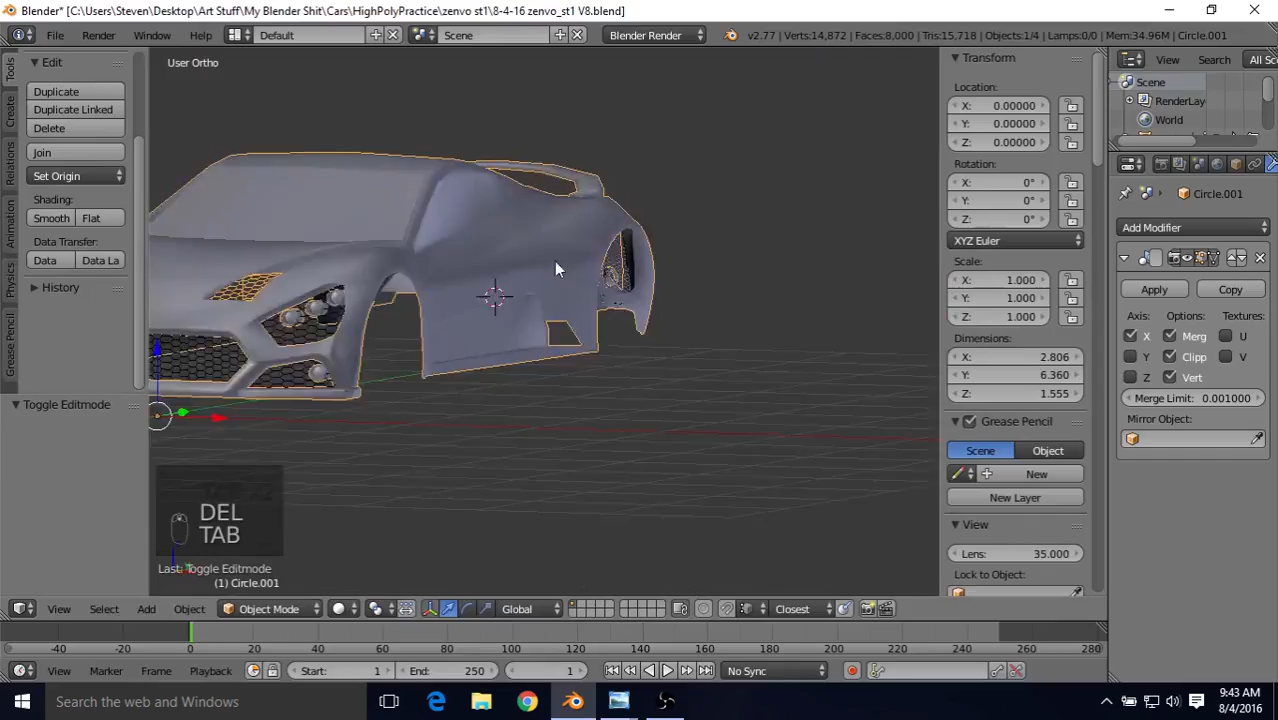 Blender* [C:\Users\Steven\Desktop\Art Stuff\My Blender Shit\Cars\HighPolyPractice\zenvo st1\8-4-16 zenvo_st1 V8.blend]
File Render Window Help Default Scene Blender Render v2.77 | Verts:14,872 | Faces:8,000 | Tris:15,718 | Objects:1/4 | Lamps:0/0 | Mem:34.96M | Circle.001
Tools
Create
Relations
Animation
Physics
Grease Pencil
Edit
Duplicate
Duplicate Linked
Delete
Join
Set Origin
Shading:
Smooth Flat
Data Transfer:
Data Data La
History
Toggle Editmode
User Ortho
DEL
TAB
Last: Toggle Editmode
(1) Circle.001
Transform
Location:
X: 0.00000
Y: 0.00000
Z: 0.00000
Rotation:
X: 0°
Y: 0°
Z: 0°
XYZ Euler
Scale:
X: 1.000
Y: 1.000
Z: 1.000
Dimensions:
X: 2.806
Y: 6.360
Z: 1.555
Grease Pencil
Scene Object
New
New Layer
View
Lens: 35.000
Lock to Object:
View Search All Sc
Scene
RenderLay
World
Circle.001
Add Modifier
Apply Copy
Axis: Options: Textures:
X Merg U
Y Clipp V
Z Vert
Merge Limit: 0.001000
Mirror Object:
View Select Add Object Object Mode Global Closest
-40 -20 0 20 40 60 80 100 120 140 160 180 200 220 240 260 280
View Marker Frame Playback Start: 1 End: 250 1 No Sync
Search the web and Windows
9:43 AM
8/4/2016